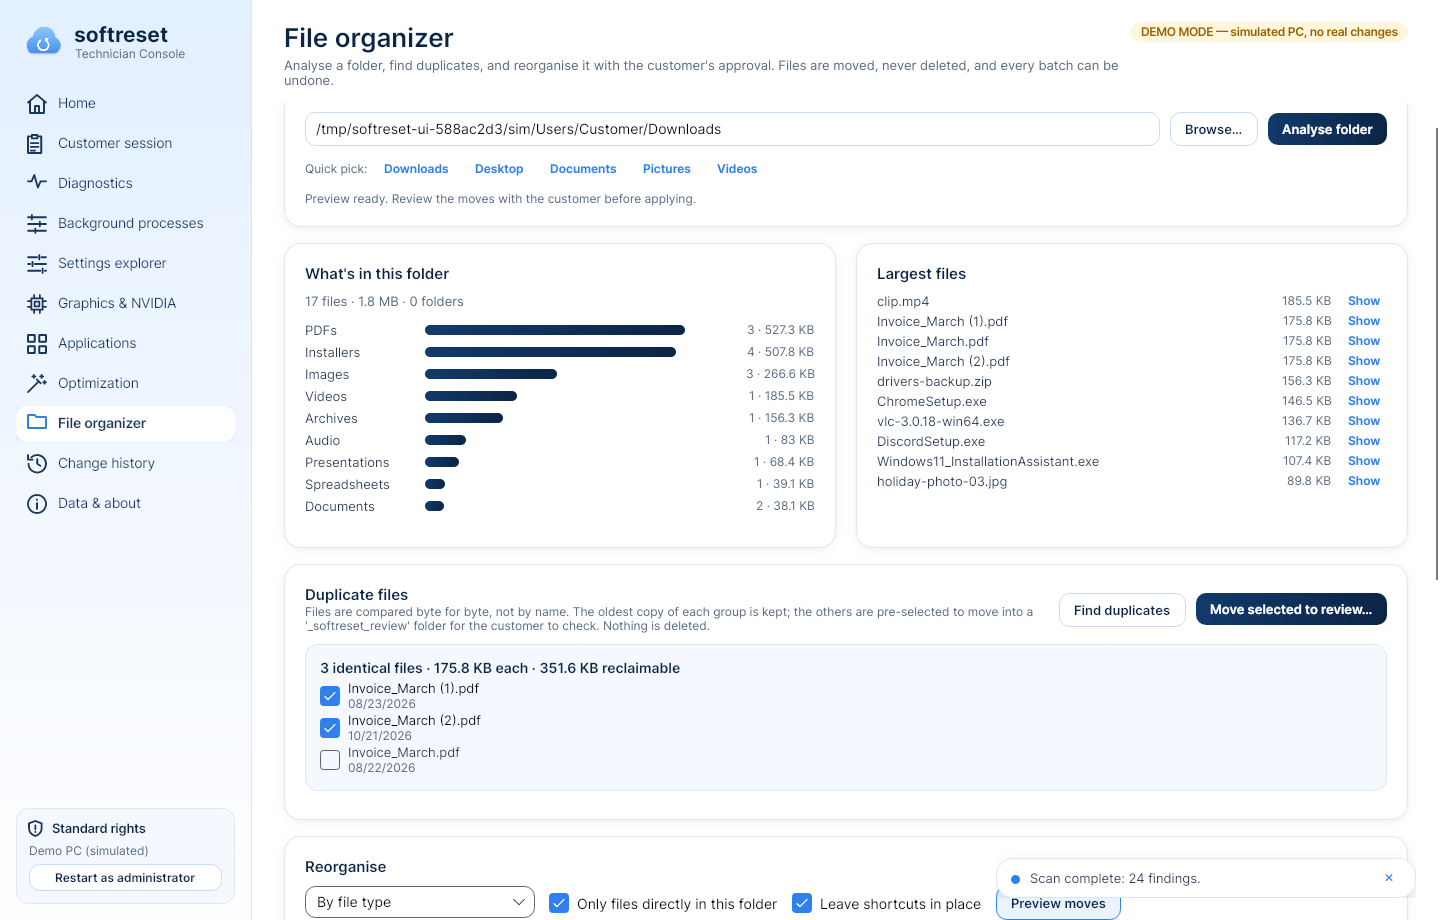 softreset
Technician Console
Home
Customer session
Diagnostics
Background processes
Settings explorer
Graphics & NVIDIA
Applications
Optimization
File organizer
Change history
Data & about
Standard rights
Demo PC (simulated)
Restart as administrator
File organizer
DEMO MODE — simulated PC, no real changes
Analyse a folder, find duplicates, and reorganise it with the customer's approval. Files are moved, never deleted, and every batch can be
undone.
/tmp/softreset-ui-588ac2d3/sim/Users/Customer/Downloads
Browse...
Analyse folder
Quick pick: Downloads Desktop Documents Pictures Videos
Preview ready. Review the moves with the customer before applying.
What's in this folder
17 files · 1.8 MB · 0 folders
PDFs 3 · 527.3 KB
Installers 4 · 507.8 KB
Images 3 · 266.6 KB
Videos 1 · 185.5 KB
Archives 1 · 156.3 KB
Audio 1 · 83 KB
Presentations 1 · 68.4 KB
Spreadsheets 1 · 39.1 KB
Documents 2 · 38.1 KB
Largest files
clip.mp4 185.5 KB Show
Invoice_March (1).pdf 175.8 KB Show
Invoice_March.pdf 175.8 KB Show
Invoice_March (2).pdf 175.8 KB Show
drivers-backup.zip 156.3 KB Show
ChromeSetup.exe 146.5 KB Show
vlc-3.0.18-win64.exe 136.7 KB Show
DiscordSetup.exe 117.2 KB Show
Windows11_InstallationAssistant.exe 107.4 KB Show
holiday-photo-03.jpg 89.8 KB Show
Duplicate files
Files are compared byte for byte, not by name. The oldest copy of each group is kept; the others are pre-selected to move into a
'_softreset_review' folder for the customer to check. Nothing is deleted.
Find duplicates
Move selected to review...
3 identical files · 175.8 KB each · 351.6 KB reclaimable
Invoice_March (1).pdf
08/23/2026
Invoice_March (2).pdf
10/21/2026
Invoice_March.pdf
08/22/2026
Reorganise
By file type
Only files directly in this folder
Leave shortcuts in place
Preview moves
Scan complete: 24 findings.